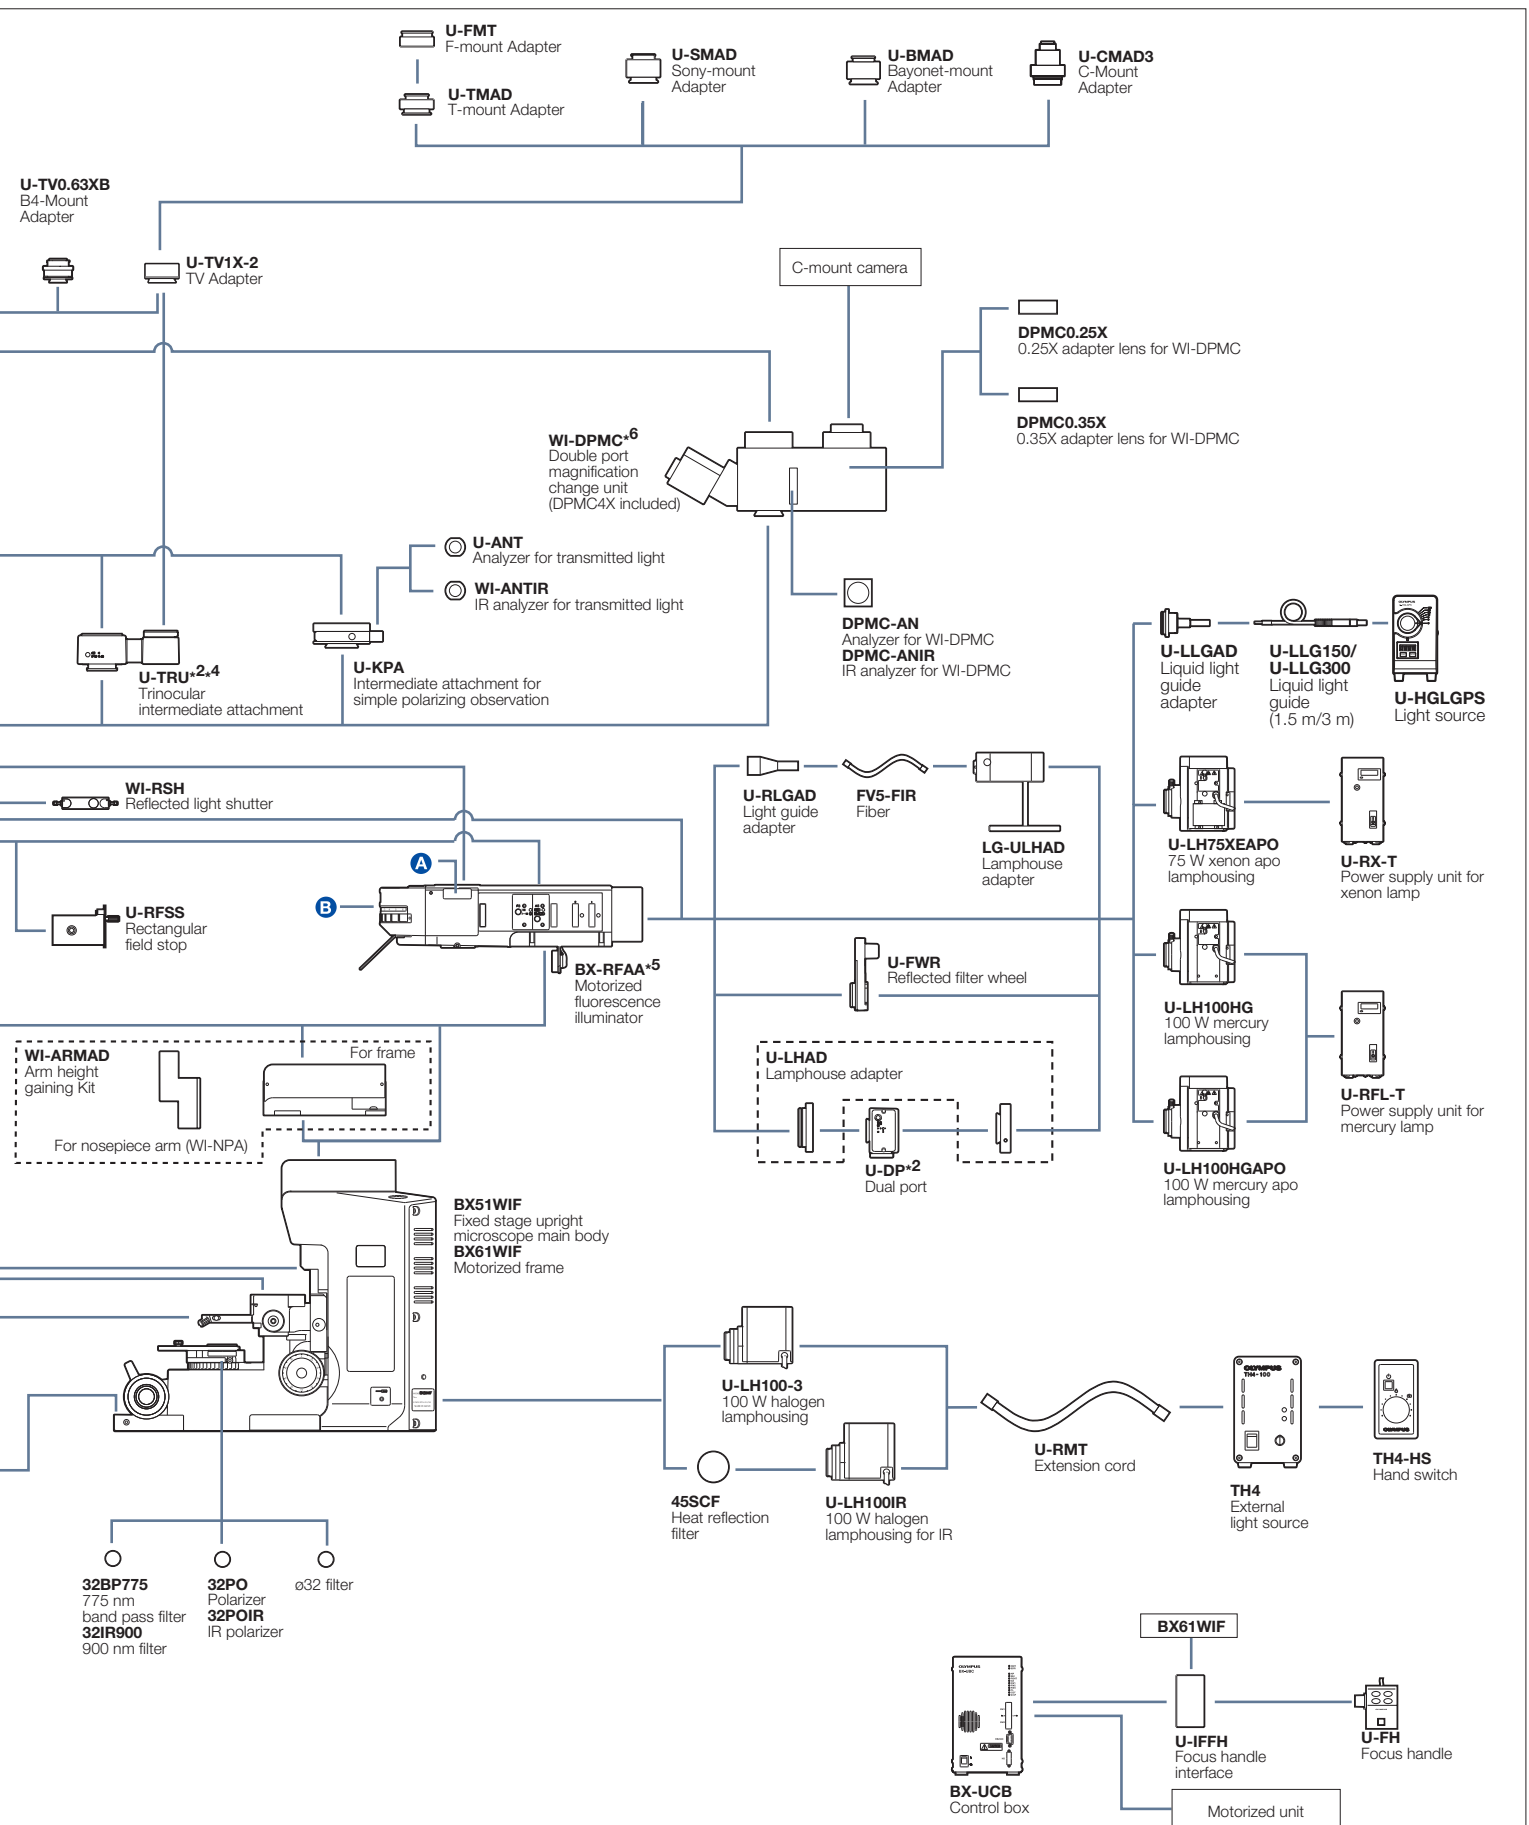 U-FMT
F-mount Adapter
U-TMAD
T-mount Adapter
U-SMAD
Sony-mount
Adapter
U-BMAD
Bayonet-mount
Adapter
U-CMAD3
C-Mount
Adapter
U-TV0.63XB
B4-Mount
Adapter
U-TV1X-2
TV Adapter
C-mount camera
DPMC0.25X
0.25X adapter lens for WI-DPMC
DPMC0.35X
0.35X adapter lens for WI-DPMC
WI-DPMC*6
Double port
magnification
change unit
(DPMC4X included)
U-ANT
Analyzer for transmitted light
WI-ANTIR
IR analyzer for transmitted light
DPMC-AN
Analyzer for WI-DPMC
DPMC-ANIR
IR analyzer for WI-DPMC
U-TRU*2*4
Trinocular
intermediate attachment
U-KPA
Intermediate attachment for
simple polarizing observation
U-LLGAD
Liquid light
guide
adapter
U-LLG150/
U-LLG300
Liquid light
guide
(1.5 m/3 m)
U-HGLGPS
Light source
WI-RSH
Reflected light shutter
U-RLGAD
Light guide
adapter
FV5-FIR
Fiber
LG-ULHAD
Lamphouse
adapter
U-LH75XEAPO
75 W xenon apo
lamphousing
U-RX-T
Power supply unit for
xenon lamp
A
B
U-RFSS
Rectangular
field stop
BX-RFAA*5
Motorized
fluorescence
illuminator
U-FWR
Reflected filter wheel
U-LH100HG
100 W mercury
lamphousing
WI-ARMAD
Arm height
gaining Kit
For frame
For nosepiece arm (WI-NPA)
U-LHAD
Lamphouse adapter
U-DP*2
Dual port
U-RFL-T
Power supply unit for
mercury lamp
U-LH100HGAPO
100 W mercury apo
lamphousing
BX51WIF
Fixed stage upright
microscope main body
BX61WIF
Motorized frame
U-LH100-3
100 W halogen
lamphousing
45SCF
Heat reflection
filter
U-LH100IR
100 W halogen
lamphousing for IR
U-RMT
Extension cord
OLYMPUS
TH4-100
TH4
External
light source
OLYMPUS
TH4-HS
Hand switch
32BP775
775 nm
band pass filter
32IR900
900 nm filter
32PO
Polarizer
32POIR
IR polarizer
ø32 filter
BX61WIF
OLYMPUS
BX-UCB
Control box
U-IFFH
Focus handle
interface
U-FH
Focus handle
Motorized unit